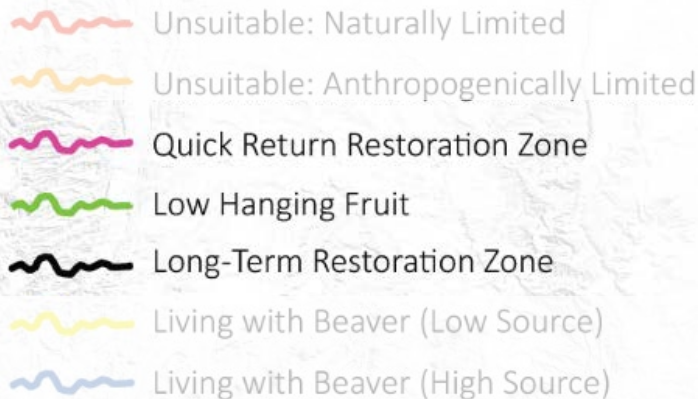 Unsuitable: Naturally Limited
Unsuitable: Anthropogenically Limited
Quick Return Restoration Zone
Low Hanging Fruit
Long-Term Restoration Zone
Living with Beaver (Low Source)
Living with Beaver (High Source)